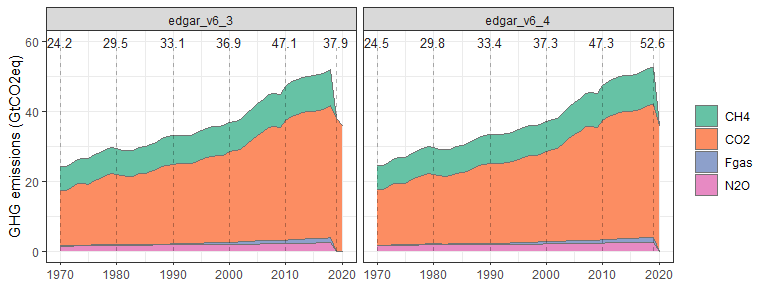 edgar_v6_3 edgar_v6_4
24.2 29.5 33.1 36.9 47.1 37.9 24.5 29.8 33.4 37.3 47.3 52.6
60
40
20
0
GHG emissions (GtCO2eq)
1970 1980 1990 2000 2010 2020 1970 1980 1990 2000 2010 2020
CH4
CO2
Fgas
N2O